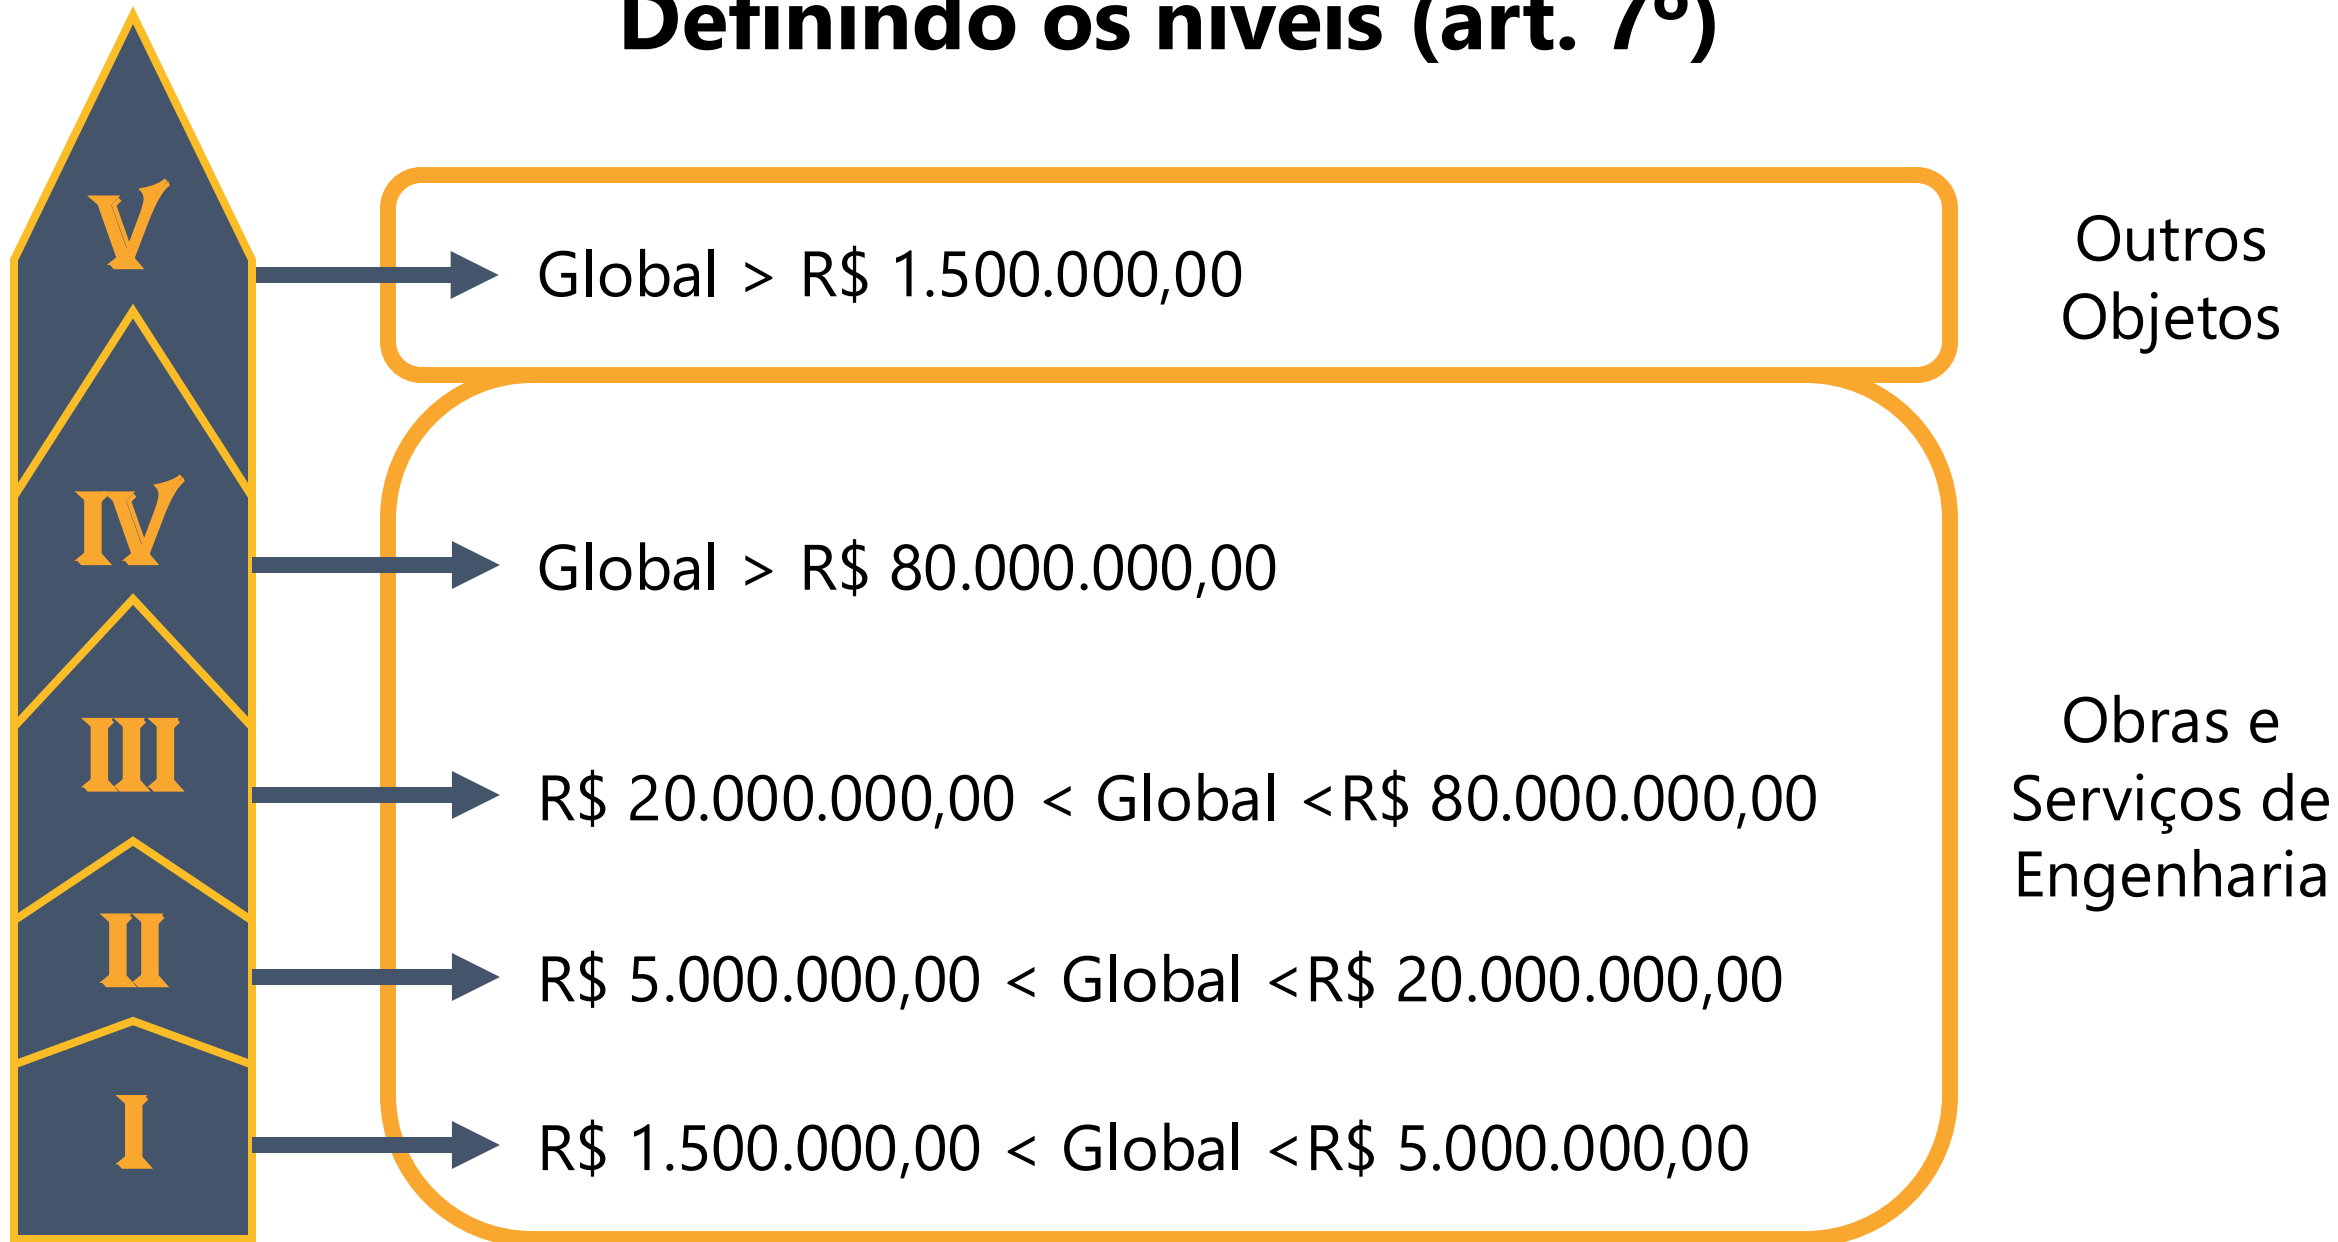 Definindo os níveis (art. 7º)
V
Global > R$ 1.500.000,00
Outros
Objetos
IV
Global > R$ 80.000.000,00
III
R$ 20.000.000,00 < Global <R$ 80.000.000,00
Obras e
Serviços de
Engenharia
II
R$ 5.000.000,00 < Global <R$ 20.000.000,00
I
R$ 1.500.000,00 < Global <R$ 5.000.000,00